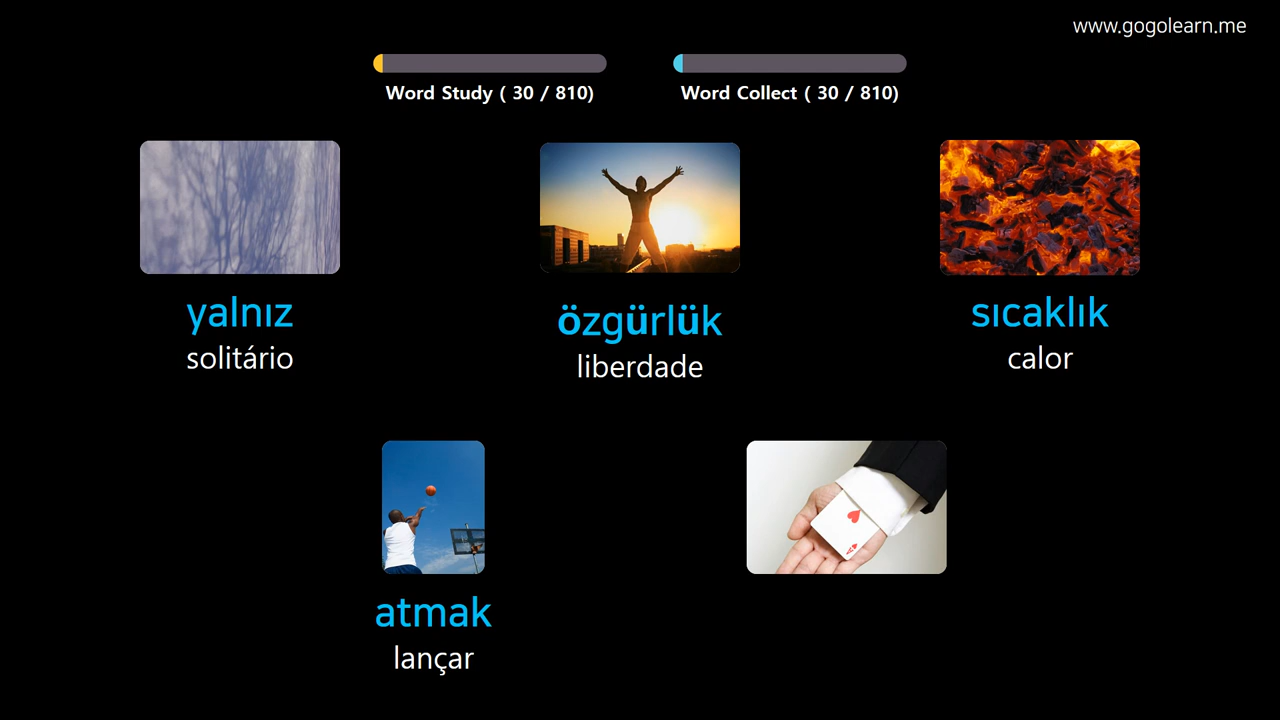 www.gogolearn.me
Word Study ( 30 / 810)
Word Collect ( 30 / 810)
yalnız
solitário
özgürlük
liberdade
sıcaklık
calor
atmak
lançar